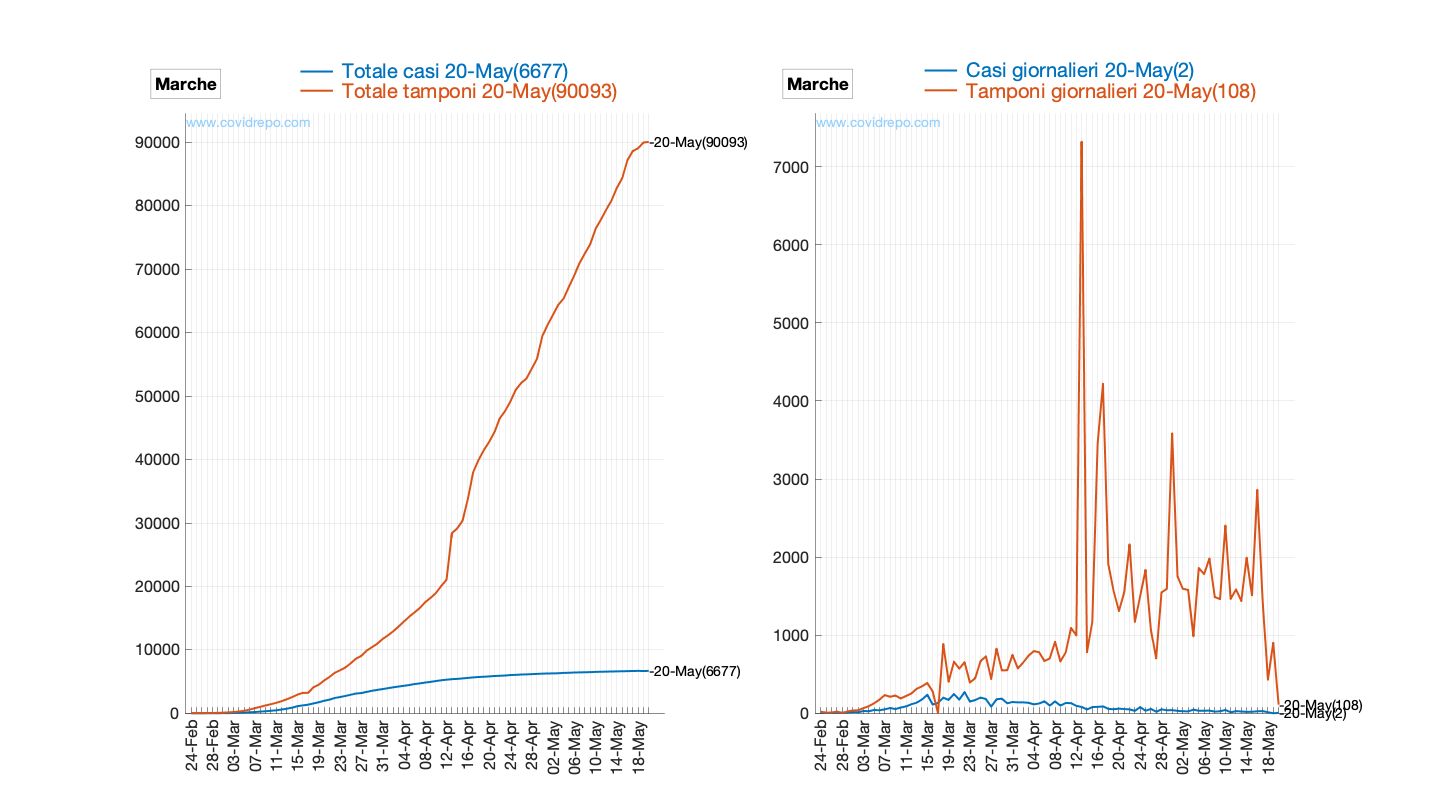 Marche
Totale casi 20-May(6677)
Totale tamponi 20-May(90093)
www.covidrepo.com
90000
80000
70000
60000
50000
40000
30000
20000
10000
0
-20-May(90093)
-20-May(6677)
24-Feb
28-Feb
03-Mar
07-Mar
11-Mar
15-Mar
19-Mar
23-Mar
27-Mar
31-Mar
04-Apr
08-Apr
12-Apr
16-Apr
20-Apr
24-Apr
28-Apr
02-May
06-May
10-May
14-May
18-May
Marche
Casi giornalieri 20-May(2)
Tamponi giornalieri 20-May(108)
www.covidrepo.com
7000
6000
5000
4000
3000
2000
1000
0
-20-May(108)
-20-May(2)
24-Feb
28-Feb
03-Mar
07-Mar
11-Mar
15-Mar
19-Mar
23-Mar
27-Mar
31-Mar
04-Apr
08-Apr
12-Apr
16-Apr
20-Apr
24-Apr
28-Apr
02-May
06-May
10-May
14-May
18-May